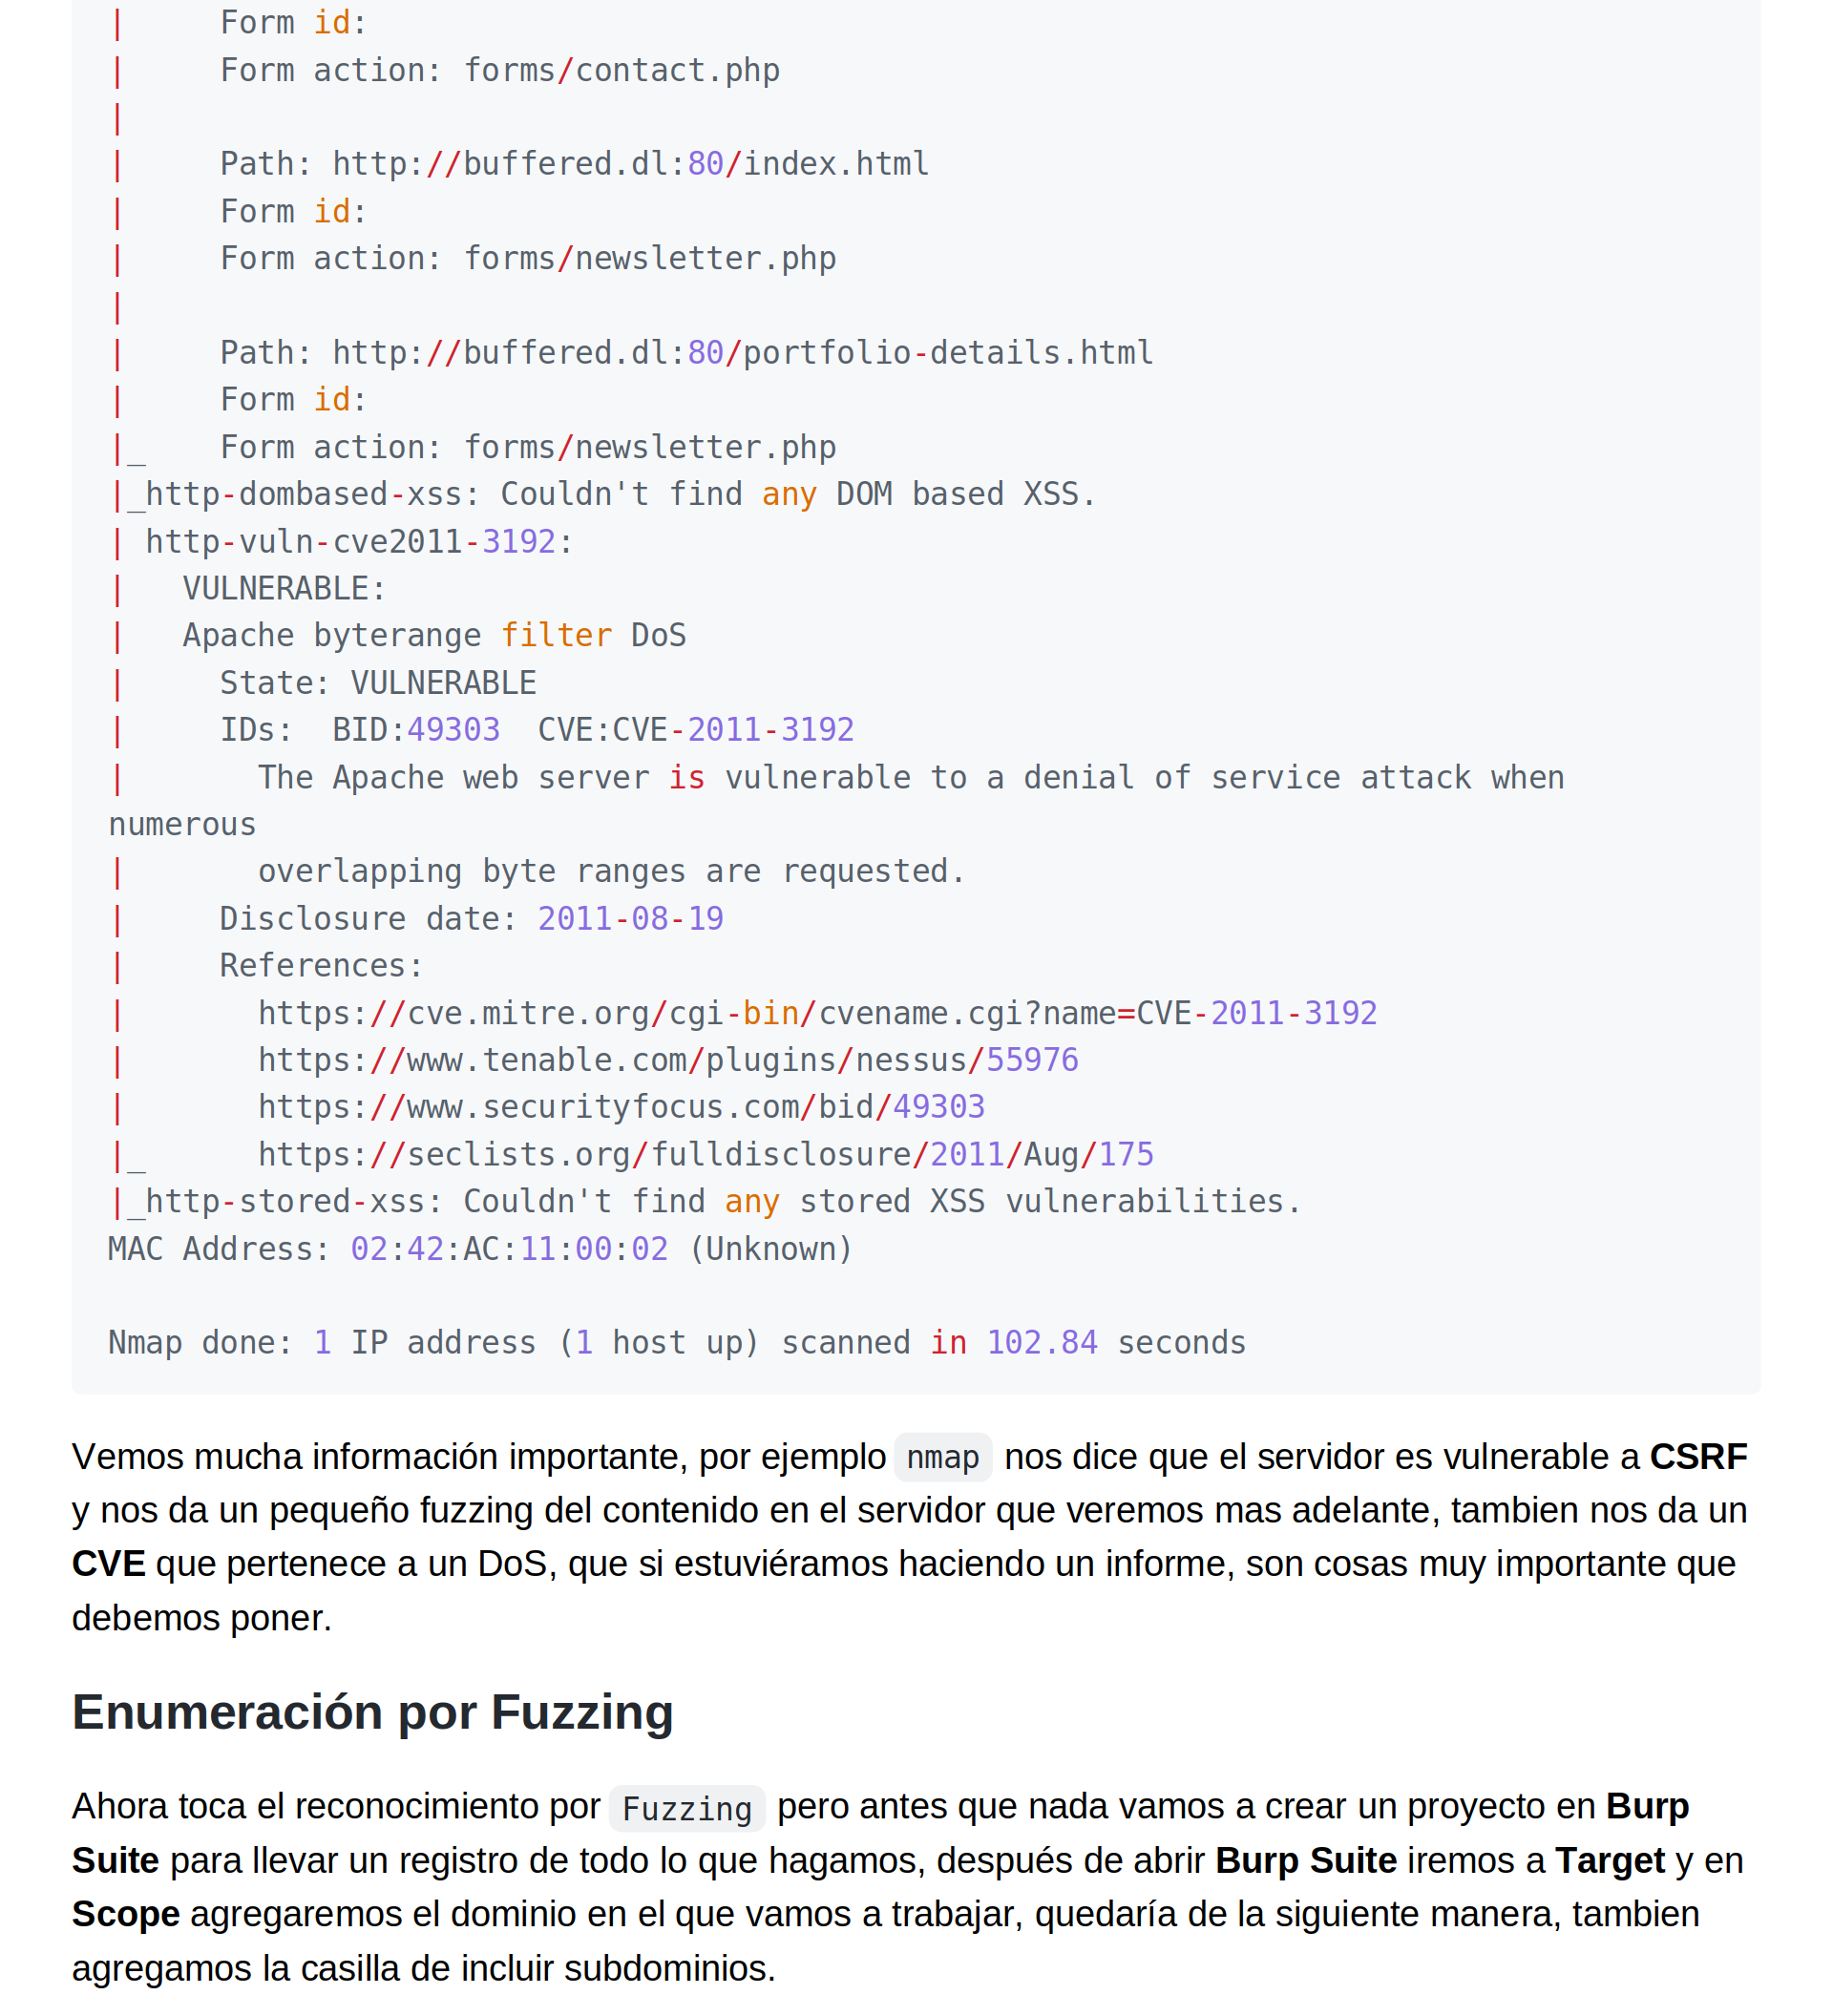 |     Form id:
|     Form action: forms/contact.php
|
|     Path: http://buffered.dl:80/index.html
|     Form id:
|     Form action: forms/newsletter.php
|
|     Path: http://buffered.dl:80/portfolio-details.html
|     Form id:
|_    Form action: forms/newsletter.php
|_http-dombased-xss: Couldn't find any DOM based XSS.
| http-vuln-cve2011-3192:
|   VULNERABLE:
|   Apache byterange filter DoS
|     State: VULNERABLE
|     IDs:  BID:49303  CVE:CVE-2011-3192
|       The Apache web server is vulnerable to a denial of service attack when
numerous
|       overlapping byte ranges are requested.
|     Disclosure date: 2011-08-19
|     References:
|       https://cve.mitre.org/cgi-bin/cvename.cgi?name=CVE-2011-3192
|       https://www.tenable.com/plugins/nessus/55976
|       https://www.securityfocus.com/bid/49303
|_      https://seclists.org/fulldisclosure/2011/Aug/175
|_http-stored-xss: Couldn't find any stored XSS vulnerabilities.
MAC Address: 02:42:AC:11:00:02 (Unknown)

Nmap done: 1 IP address (1 host up) scanned in 102.84 seconds
Vemos mucha información importante, por ejemplo nmap nos dice que el servidor es vulnerable a CSRF
y nos da un pequeño fuzzing del contenido en el servidor que veremos mas adelante, tambien nos da un
CVE que pertenece a un DoS, que si estuviéramos haciendo un informe, son cosas muy importante que
debemos poner.
Enumeración por Fuzzing
Ahora toca el reconocimiento por Fuzzing pero antes que nada vamos a crear un proyecto en Burp
Suite para llevar un registro de todo lo que hagamos, después de abrir Burp Suite iremos a Target y en
Scope agregaremos el dominio en el que vamos a trabajar, quedaría de la siguiente manera, tambien
agregamos la casilla de incluir subdominios.